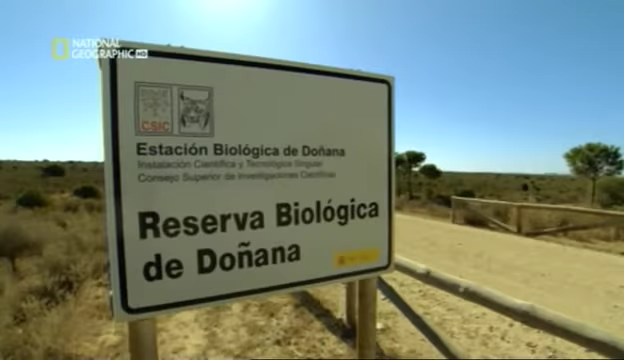 NATIONAL
GEOGRAPHIC HD
CSIC
Estación Biológica de Doñana
Instalación Científica y Tecnológica Singular
Consejo Superior de Investigaciones Científicas
Reserva Biológica
de Doñana